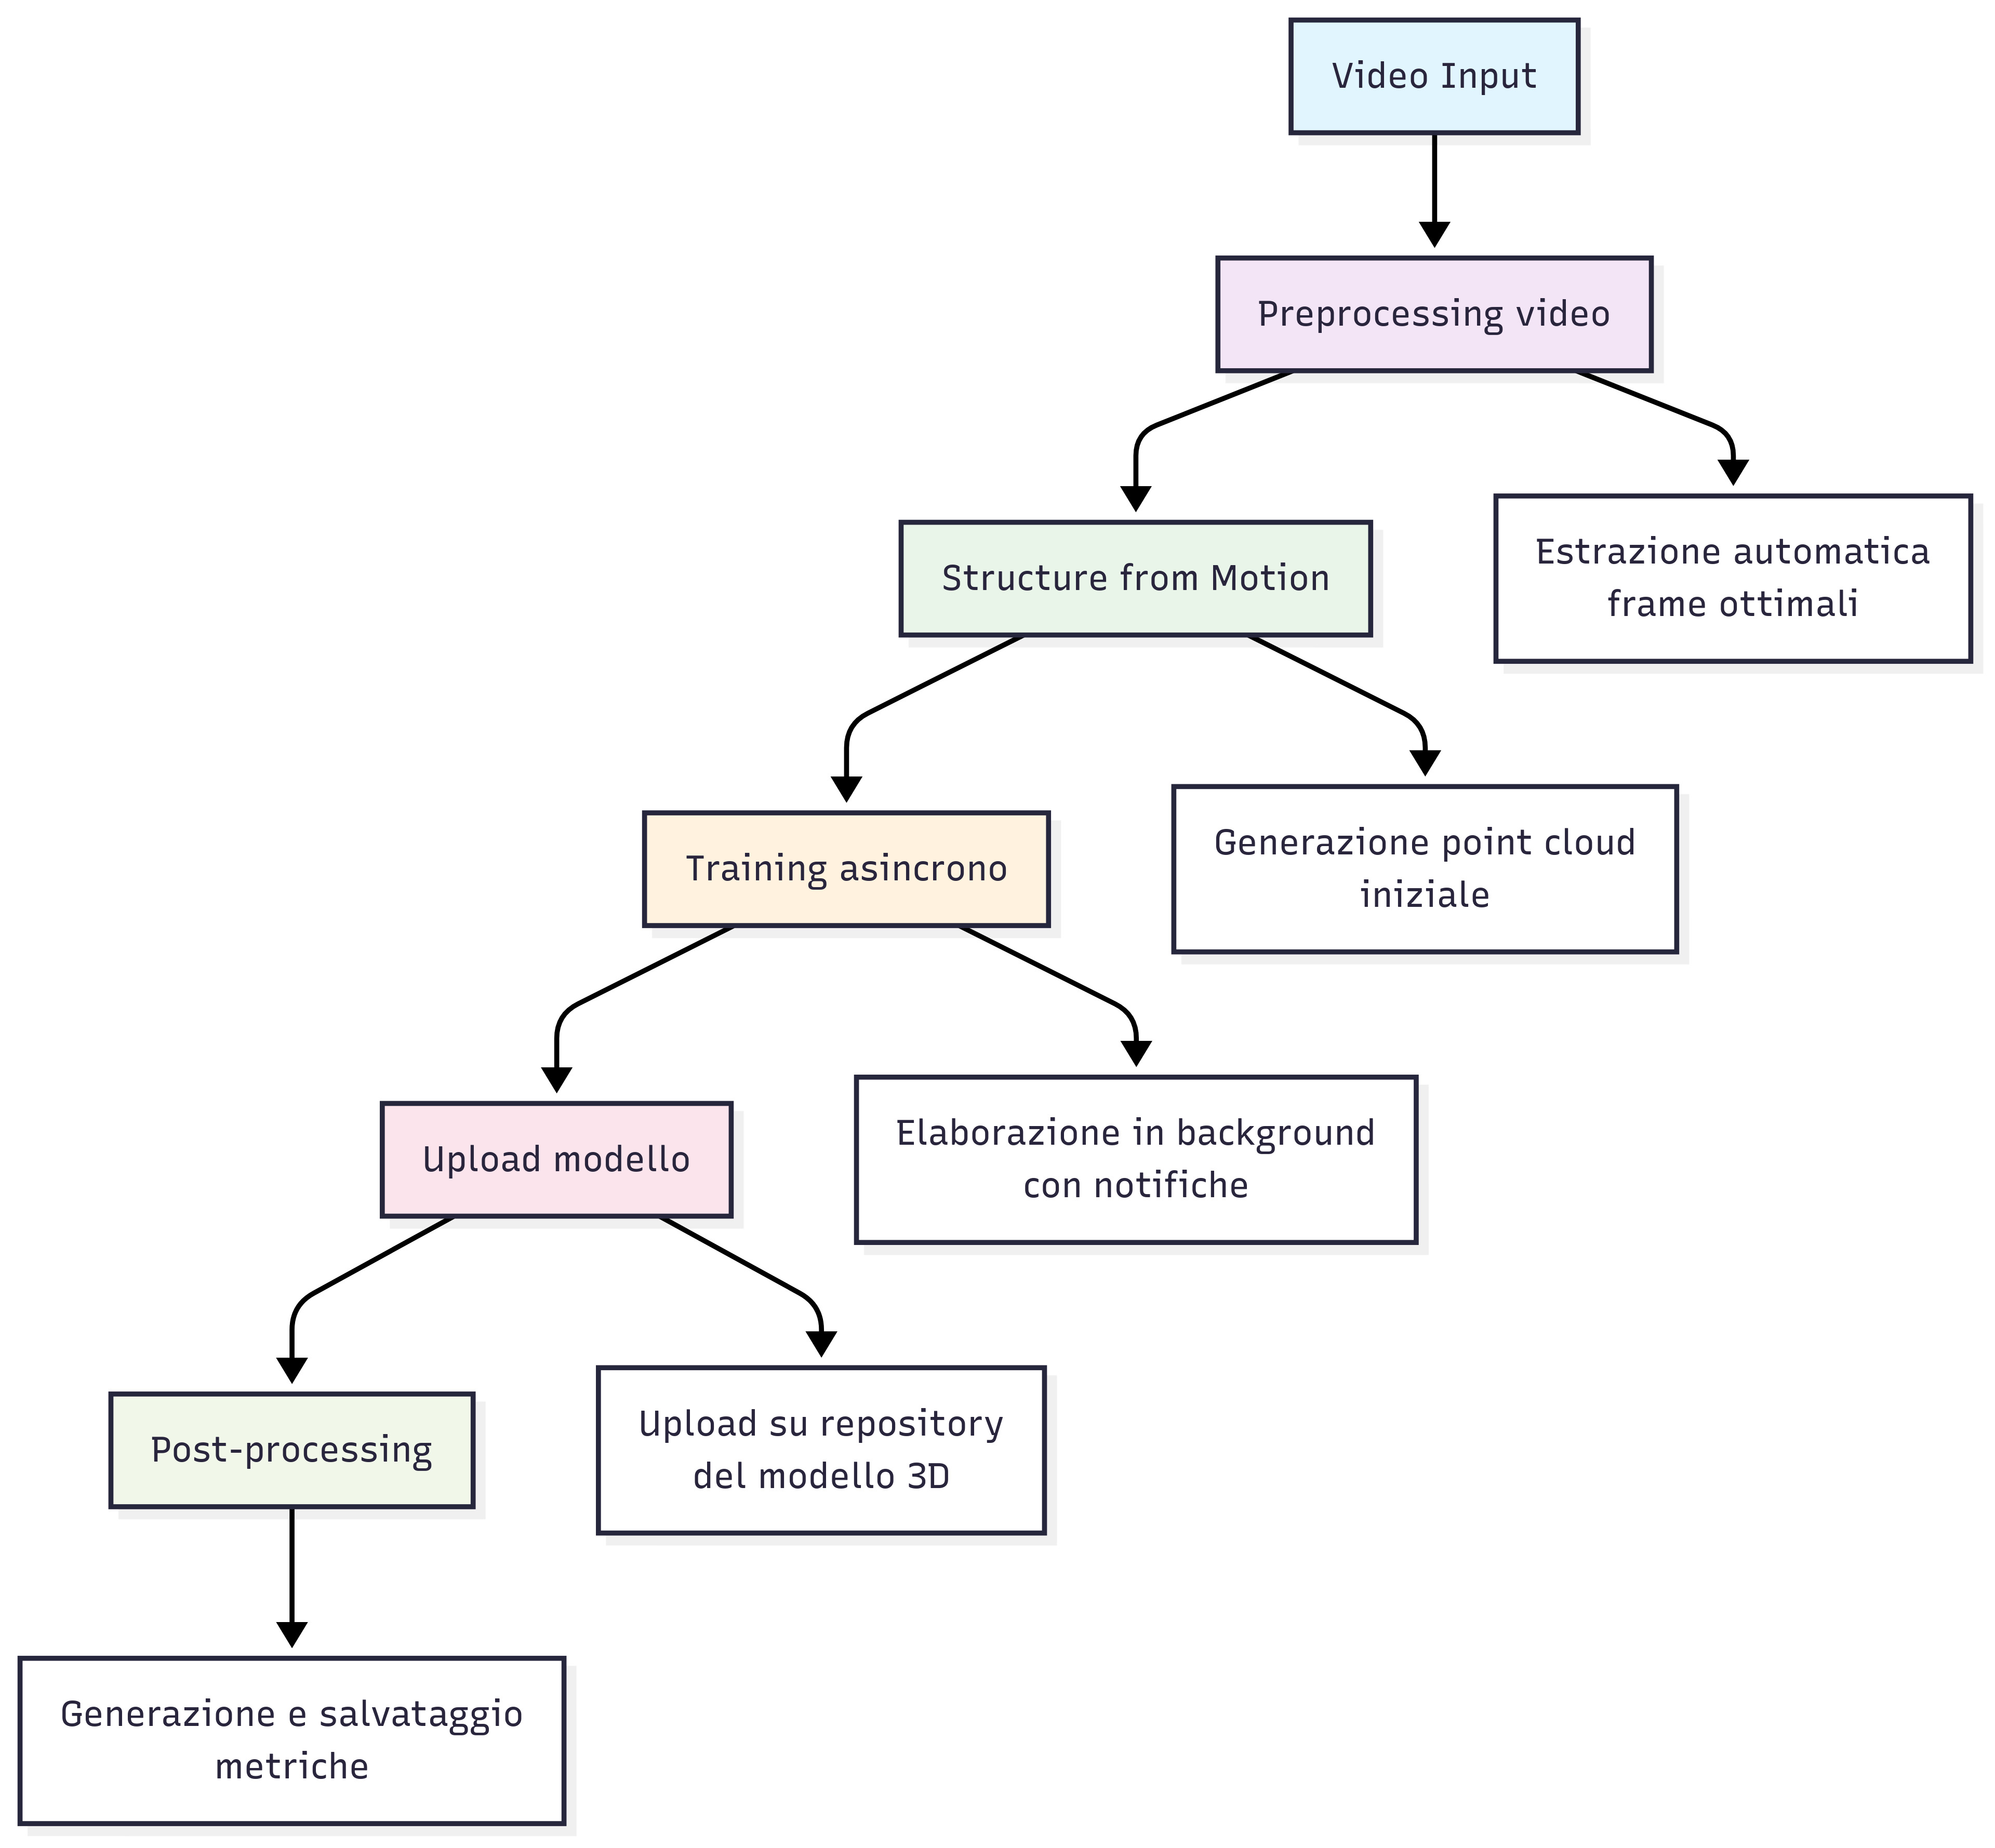 Video Input
Preprocessing video
Structure from Motion
Estrazione automatica
frame ottimali
Training asincrono
Generazione point cloud
iniziale
Upload modello
Elaborazione in background
con notifiche
Post-processing
Upload su repository
del modello 3D
Generazione e salvataggio
metriche